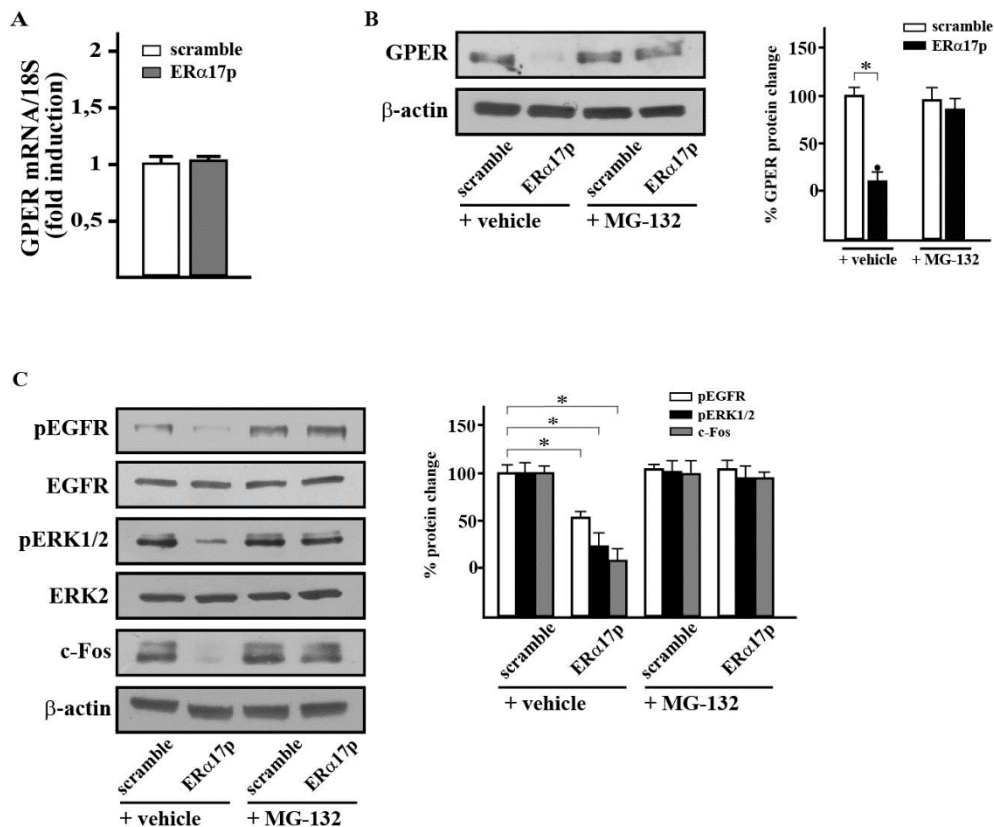 A
GPER mRNA/18S
(fold induction)
2
1,5
1
0,5
scramble
ERα17p
B
GPER
β-actin
scramble
ERα17p
scramble
ERα17p
+ vehicle
+ MG-132
% GPER protein change
150
100
50
0
*
scramble
ERα17p
+ vehicle
+ MG-132
C
pEGFR
EGFR
pERK1/2
ERK2
c-Fos
β-actin
scramble
ERα17p
scramble
ERα17p
+ vehicle
+ MG-132
% protein change
150
100
50
0
*
*
*
pEGFR
pERK1/2
c-Fos
scramble
ERα17p
scramble
ERα17p
+ vehicle
+ MG-132